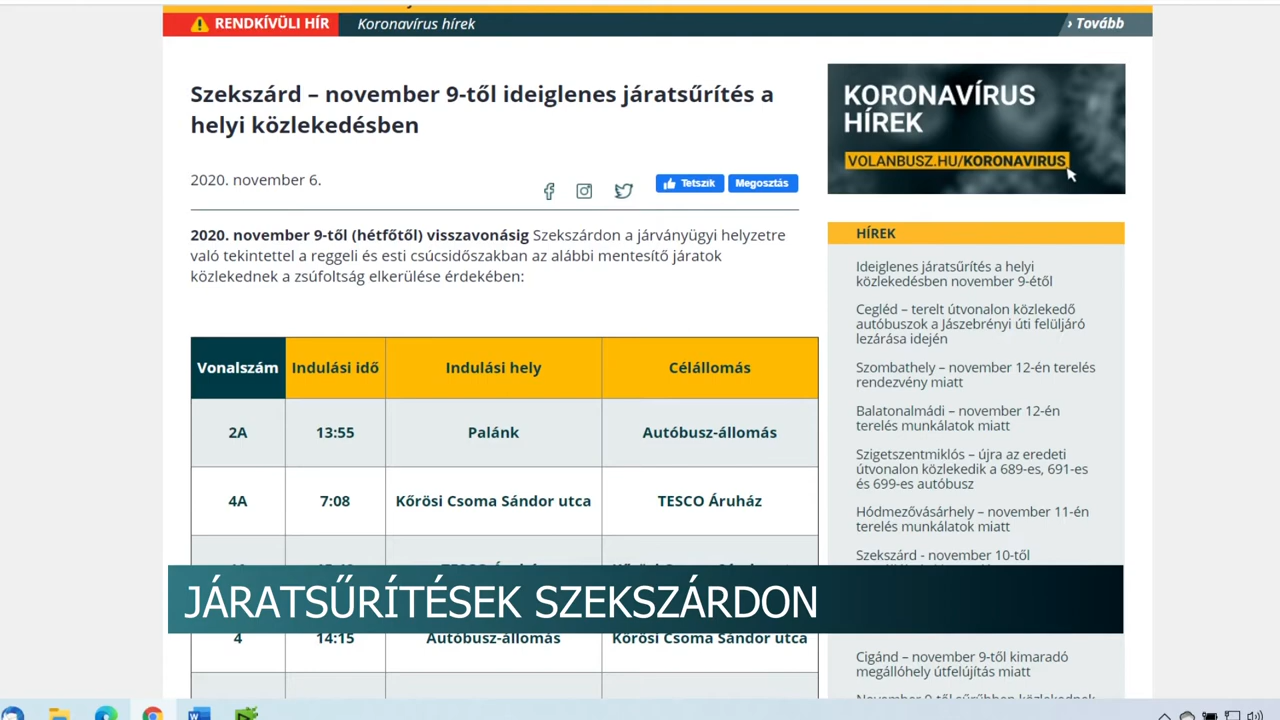 RENDKÍVÜLI HÍR
Koronavírus hírek
› Tovább
Szekszárd – november 9-től ideiglenes járatsűrítés a
helyi közlekedésben
2020. november 6.
Tetszik
Megosztás
2020. november 9-től (hétfőtől) visszavonásig Szekszárdon a járványügyi helyzetre
való tekintettel a reggeli és esti csúcsidőszakban az alábbi mentesítő járatok
közlekednek a zsúfoltság elkerülése érdekében:
Vonalszám Indulási idő Indulási hely Célállomás
2A 13:55 Palánk Autóbusz-állomás
4A 7:08 Kőrösi Csoma Sándor utca TESCO Áruház
4 14:15 Autóbusz-állomás Kőrösi Csoma Sándor utca
JÁRATSŰRÍTÉSEK SZEKSZÁRDON
KORONAVÍRUS
HÍREK
VOLANBUSZ.HU/KORONAVIRUS
HÍREK
Ideiglenes járatsűrítés a helyi
közlekedésben november 9-étől
Cegléd – terelt útvonalon közlekedő
autóbuszok a Jászebrényi úti felüljáró
lezárása idején
Szombathely – november 12-én terelés
rendezvény miatt
Balatonalmádi – november 12-én
terelés munkálatok miatt
Szigetszentmiklós – újra az eredeti
útvonalon közlekedik a 689-es, 691-es
és 699-es autóbusz
Hódmezővásárhely – november 11-én
terelés munkálatok miatt
Szekszárd - november 10-től
Cigánd – november 9-től kimaradó
megállóhely útfelújítás miatt
November 9-től sűrűbben közlekednek